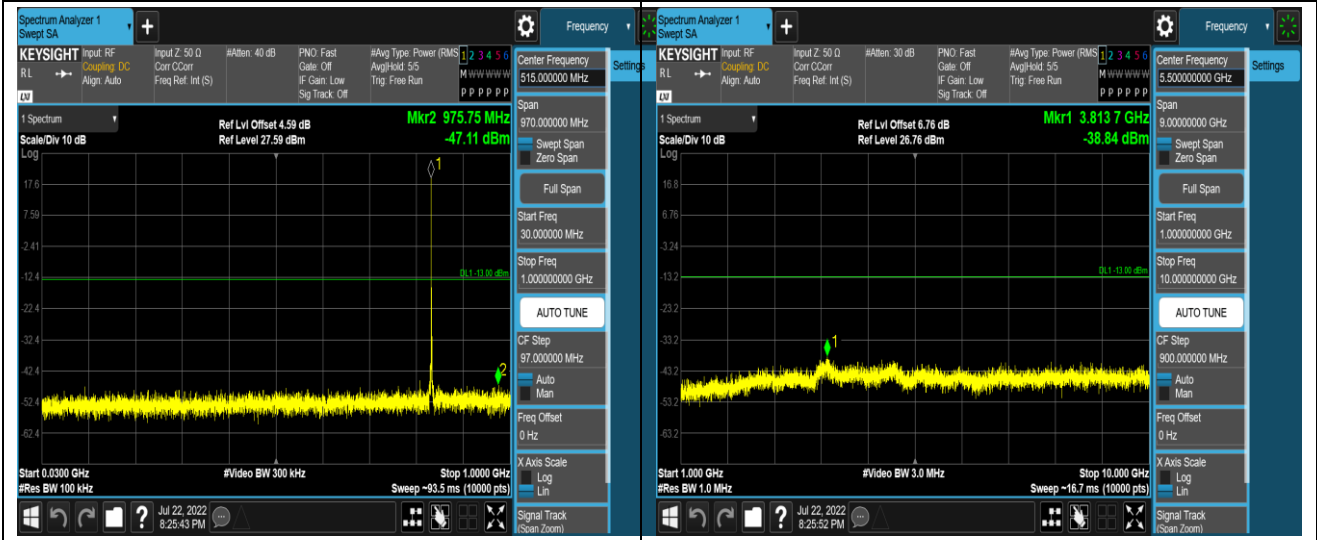 Spectrum Analyzer 1
Swept SA
+
Frequency
KEYSIGHT
RL
LXI
Input: RF
Coupling: DC
Align: Auto
Input Z: 50 Ω
Corr CCorr
Freq Ref: Int (S)
#Atten: 40 dB
PNO: Fast
Gate: Off
IF Gain: Low
Sig Track: Off
#Avg Type: Power (RMS
Avg|Hold: 5/5
Trig: Free Run
1 2 3 4 5 6
M W W W W W
P P P P P P
1 Spectrum
Scale/Div 10 dB
Log
Ref Lvl Offset 4.59 dB
Ref Level 27.59 dBm
Mkr2 975.75 MHz
-47.11 dBm
1
17.6
7.59
-2.41
-12.4
DL1 -13.00 dBm
-22.4
-32.4
-42.4
2
-52.4
-62.4
Start 0.0300 GHz
#Res BW 100 kHz
#Video BW 300 kHz
Stop 1.0000 GHz
Sweep ~93.5 ms (10000 pts)
Center Frequency
515.000000 MHz
Settings
Span
970.000000 MHz
Swept Span
Zero Span
Full Span
Start Freq
30.000000 MHz
Stop Freq
1.000000000 GHz
AUTO TUNE
CF Step
97.000000 MHz
Auto
Man
Freq Offset
0 Hz
X Axis Scale
Log
Lin
Signal Track
(Span Zoom)
?
Jul 22, 2022
8:25:43 PM
Spectrum Analyzer 1
Swept SA
+
Frequency
KEYSIGHT
RL
LXI
Input: RF
Coupling: DC
Align: Auto
Input Z: 50 Ω
Corr CCorr
Freq Ref: Int (S)
#Atten: 30 dB
PNO: Fast
Gate: Off
IF Gain: Low
Sig Track: Off
#Avg Type: Power (RMS
Avg|Hold: 5/5
Trig: Free Run
1 2 3 4 5 6
M W W W W W
P P P P P P
1 Spectrum
Scale/Div 10 dB
Log
Ref Lvl Offset 6.76 dB
Ref Level 26.76 dBm
Mkr1 3.813 7 GHz
-38.84 dBm
16.8
6.76
-3.24
-13.2
DL1 -13.00 dBm
-23.2
-33.2
1
-43.2
-53.2
-63.2
Start 1.000 GHz
#Res BW 1.0 MHz
#Video BW 3.0 MHz
Stop 10.000 GHz
Sweep ~16.7 ms (10000 pts)
Center Frequency
5.500000000 GHz
Settings
Span
9.00000000 GHz
Swept Span
Zero Span
Full Span
Start Freq
1.000000000 GHz
Stop Freq
10.000000000 GHz
AUTO TUNE
CF Step
900.000000 MHz
Auto
Man
Freq Offset
0 Hz
X Axis Scale
Log
Lin
Signal Track
(Span Zoom)
?
Jul 22, 2022
8:25:52 PM